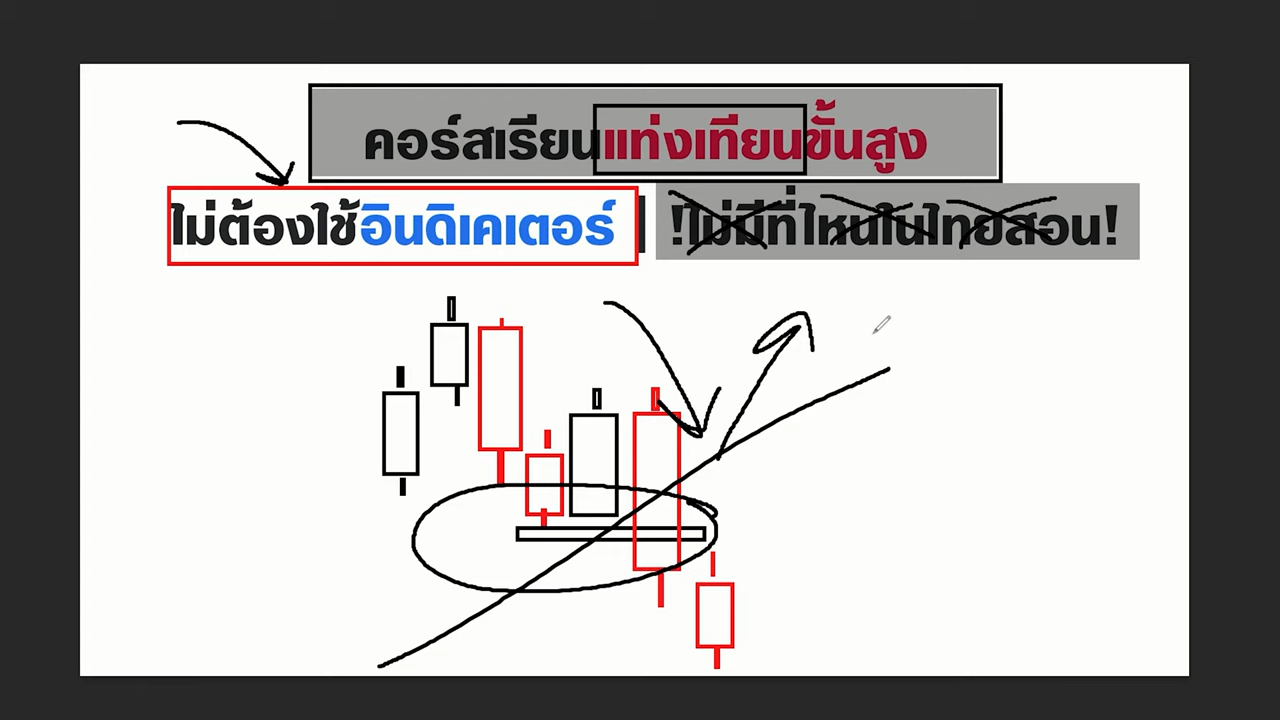 คอร์สเรียนแท่งเทียนขั้นสูง
ไม่ต้องใช้อินดิเคเตอร์ | !ไม่มีที่ไหนในไทยสอน!